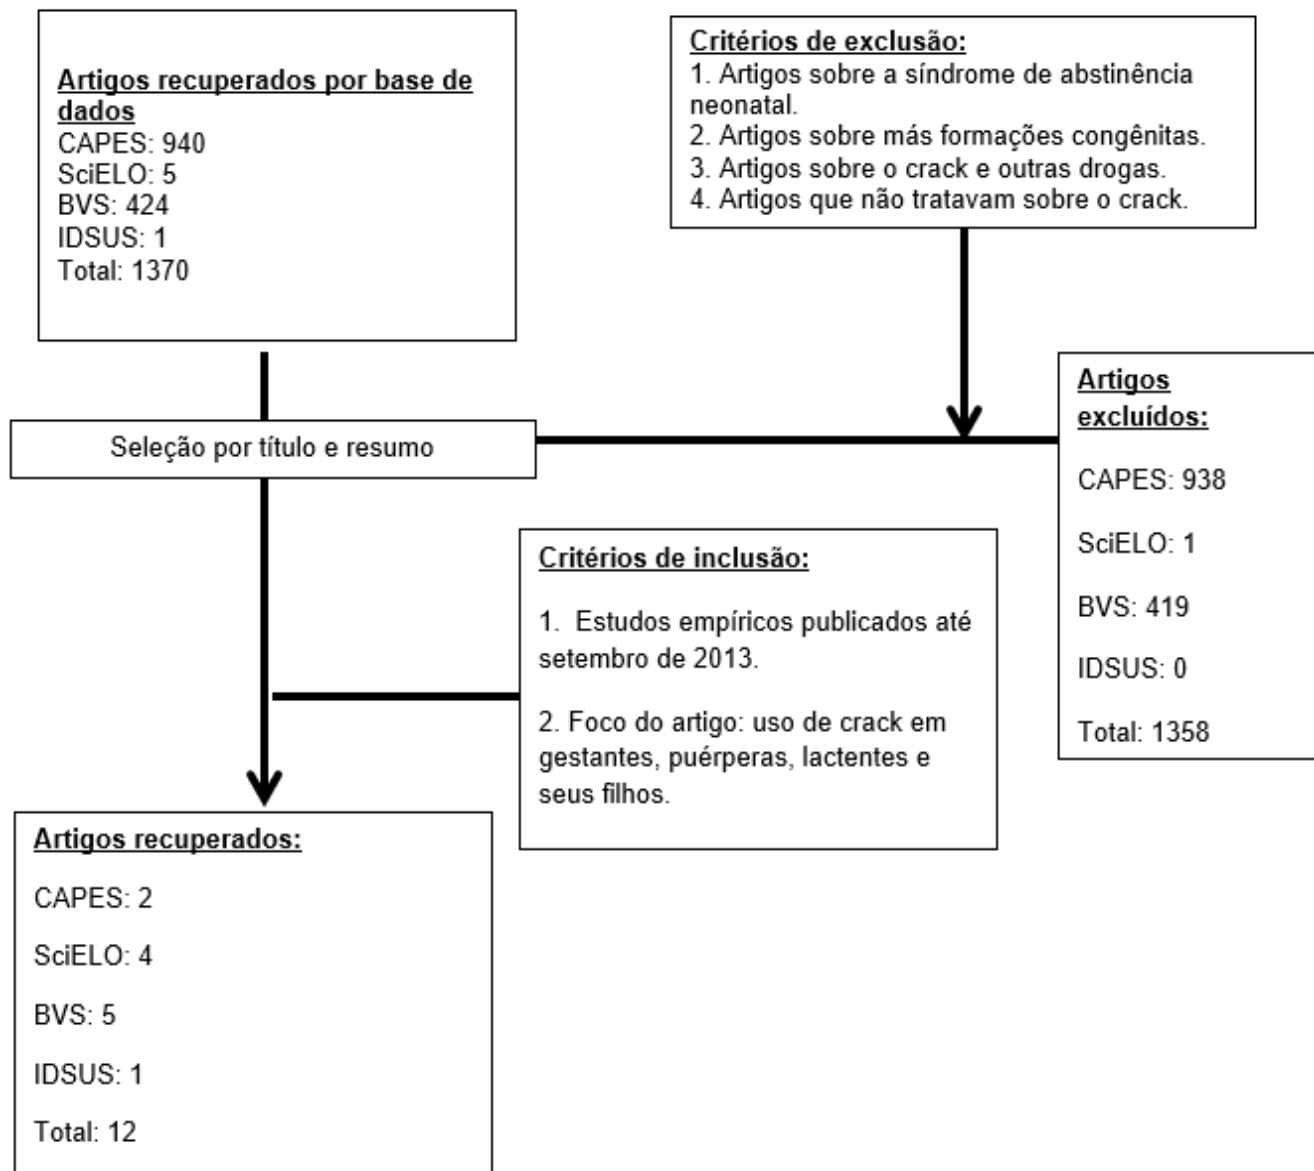 Artigos recuperados por base de
dados
CAPES: 940
SciELO: 5
BVS: 424
IDSUS: 1
Total: 1370
Critérios de exclusão:
1. Artigos sobre a síndrome de abstinência
neonatal.
2. Artigos sobre más formações congênitas.
3. Artigos sobre o crack e outras drogas.
4. Artigos que não tratavam sobre o crack.
Seleção por título e resumo
Artigos
excluídos:
CAPES: 938
SciELO: 1
BVS: 419
IDSUS: 0
Total: 1358
Critérios de inclusão:
1. Estudos empíricos publicados até
setembro de 2013.
2. Foco do artigo: uso de crack em
gestantes, puérperas, lactentes e
seus filhos.
Artigos recuperados:
CAPES: 2
SciELO: 4
BVS: 5
IDSUS: 1
Total: 12